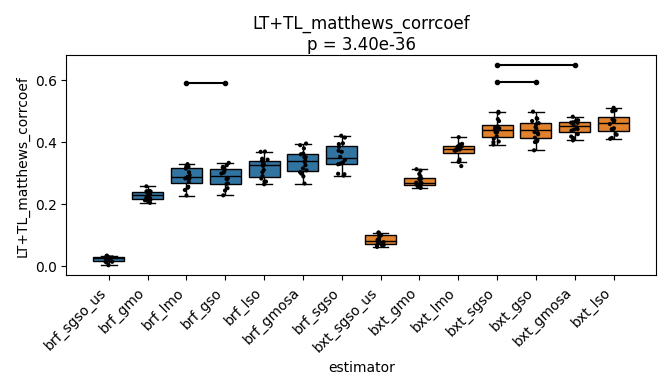 LT+TL_matthews_corrcoef
p = 3.40e-36
LT+TL_matthews_corrcoef
0.6
0.4
0.2
0.0
brf_sgso_us
brf_gmo
brf_lmo
brf_gso
brf_lso
brf_gmosa
brf_sgso
bxt_sgso_us
bxt_gmo
bxt_lmo
bxt_sgso
bxt_gso
bxt_gmosa
bxt_lso
estimator